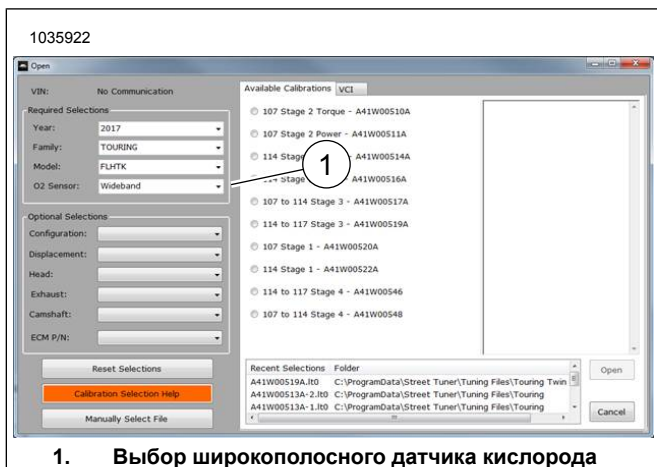 1035922
Open
VIN: No Communication
Required Selections
Year: 2017
Family: TOURING
Model: FLHTK
O2 Sensor: Wideband
Optional Selections
Configuration:
Displacement:
Head:
Exhaust:
Camshaft:
ECM P/N:
Reset Selections
Calibration Selection Help
Manually Select File
Available Calibrations VCI
107 Stage 2 Torque - A41W00510A
107 Stage 2 Power - A41W00511A
114 Stage - A41W00514A
Stage A41W00516A
107 to 114 Stage 3 - A41W00517A
114 to 117 Stage 3 - A41W00519A
107 Stage 1 - A41W00520A
114 Stage 1 - A41W00522A
114 to 117 Stage 4 - A41W00546
107 to 114 Stage 4 - A41W00548
1
Recent Selections Folder
A41W00519A.lt0 C:\ProgramData\Street Tuner\Tuning Files\Touring Twin
A41W00513A-2.lt0 C:\ProgramData\Street Tuner\Tuning Files\Touring
A41W00513A-1.lt0 C:\ProgramData\Street Tuner\Tuning Files\Touring
Open
Cancel
1. Выбор широкополосного датчика кислорода